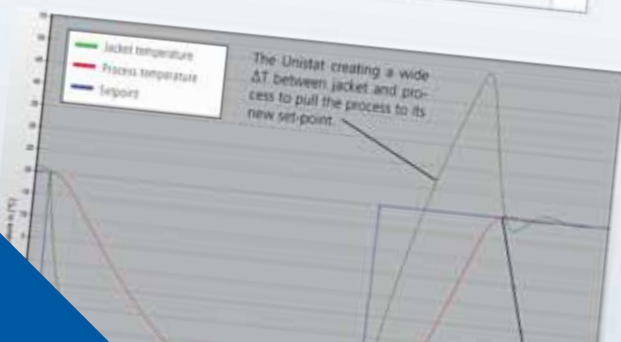 Jacket temperature
Process temperature
Setpoint
The Unistat creating a wide
ΔT between jacket and pro-
cess to pull the process to its
new set-point.